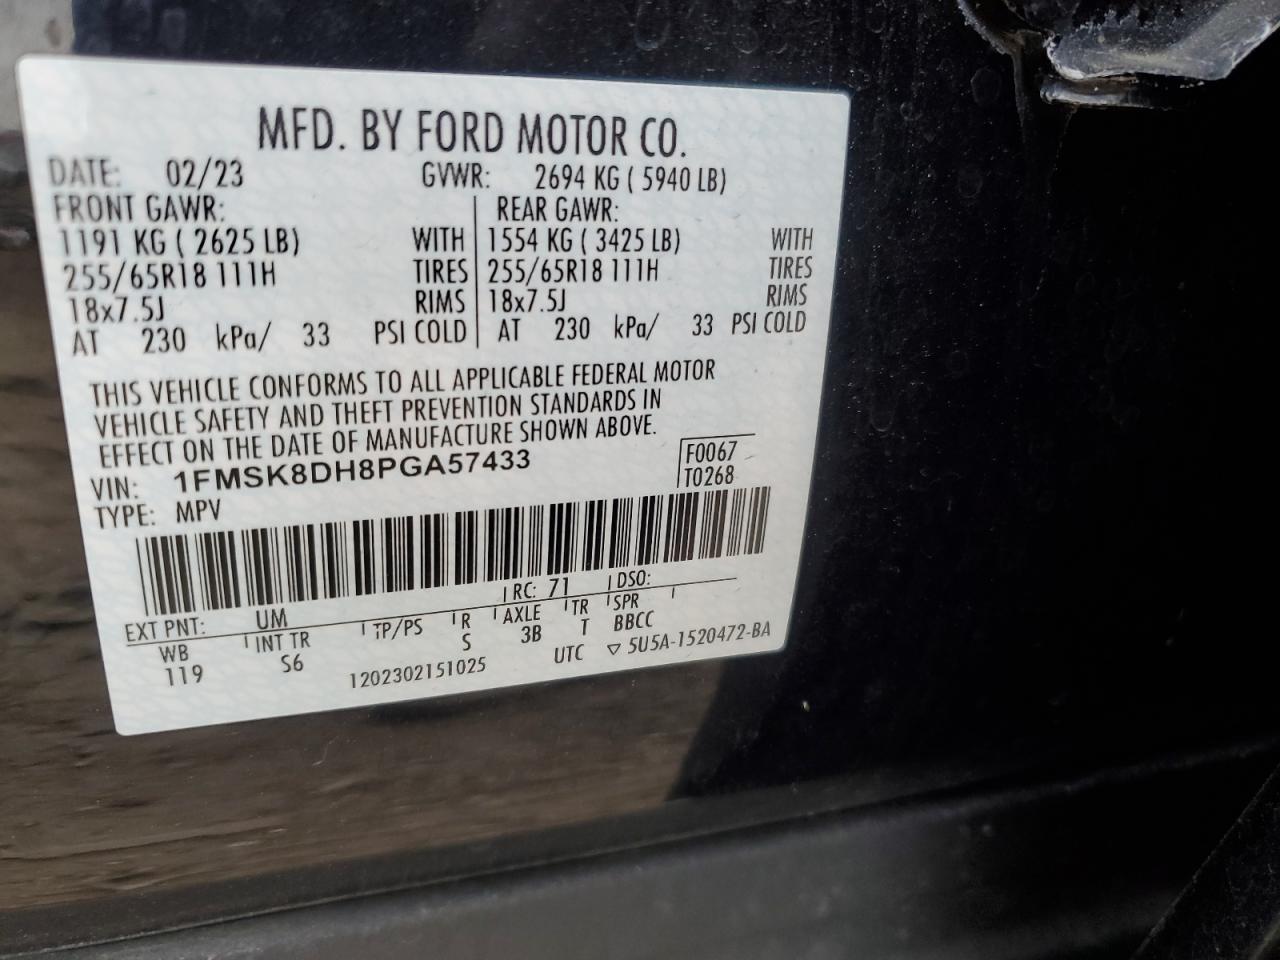 MFD. BY FORD MOTOR CO.
DATE: 02/23 GVWR: 2694 KG ( 5940 LB)
FRONT GAWR: REAR GAWR:
1191 KG ( 2625 LB) WITH 1554 KG ( 3425 LB) WITH
255/65R18 111H TIRES 255/65R18 111H TIRES
18x7.5J RIMS 18x7.5J RIMS
AT 230 kPa/ 33 PSI COLD AT 230 kPa/ 33 PSI COLD
THIS VEHICLE CONFORMS TO ALL APPLICABLE FEDERAL MOTOR
VEHICLE SAFETY AND THEFT PREVENTION STANDARDS IN
EFFECT ON THE DATE OF MANUFACTURE SHOWN ABOVE.
VIN: 1FMSK8DH8PGA57433 F0067
TYPE: MPV T0268
EXT PNT: UM RC: 71 DSO:
WB INT TR TP/PS R AXLE TR SPR
119 S6 S 3B T BBCC
1202302151025 UTC ▽ 5U5A-1520472-BA